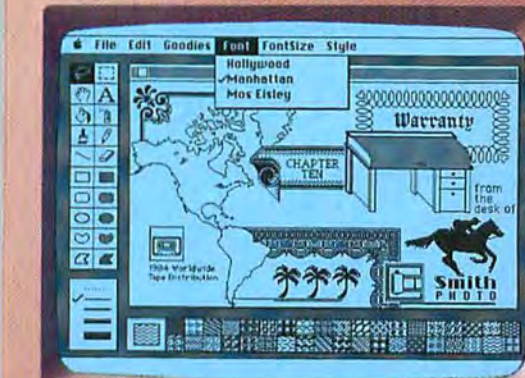 File Edit Goodies Font FontSize Style
Hollywood
✓Manhattan
Mos Eisley
A
Warranty
CHAPTER
TEN
from
the
desk of
1984 Worldwide
Tape Distribution
Smith
PHOTO